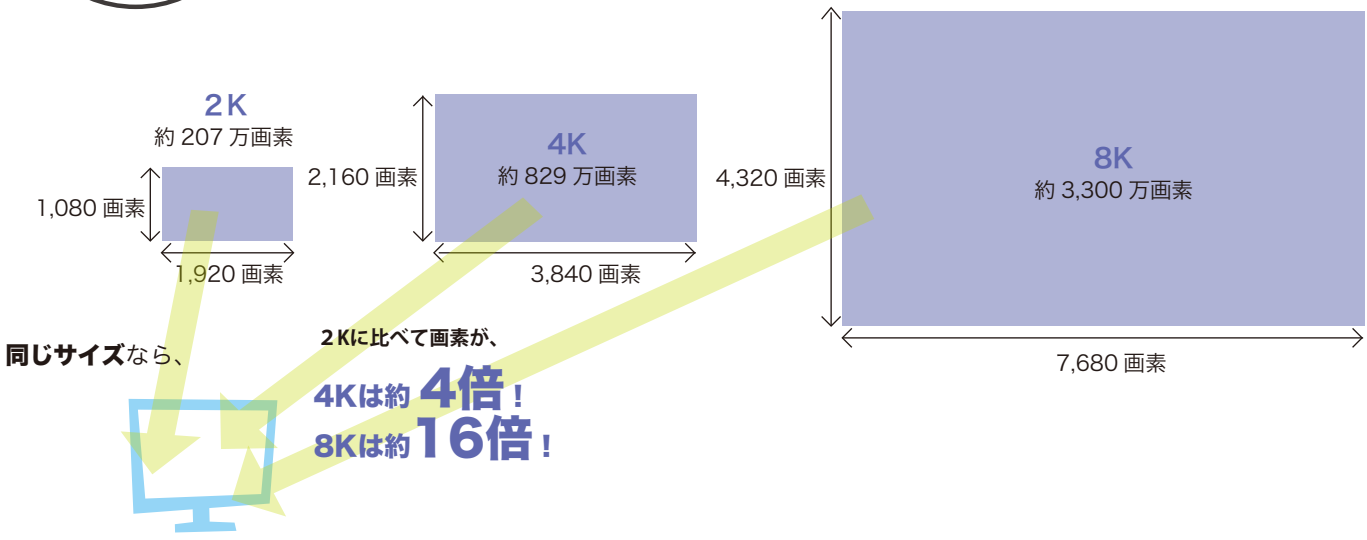 2K
約 207 万画素
1,080 画素
1,920 画素
4K
約 829 万画素
2,160 画素
3,840 画素
8K
約 3,300 万画素
4,320 画素
7,680 画素
同じサイズなら、
2Kに比べて画素が、
4Kは約4倍!
8Kは約16倍!